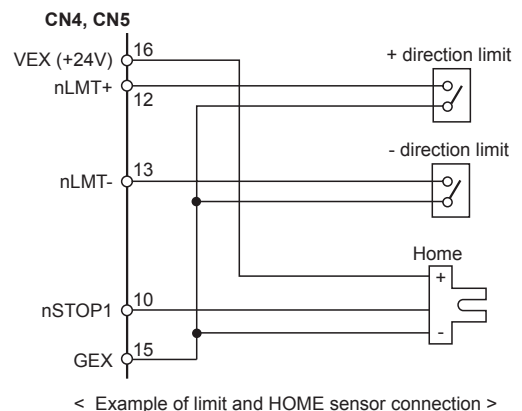 CN4, CN5
VEX (+24V)
16
+ direction limit
nLMT+
12
- direction limit
nLMT-
13
Home
+
nSTOP1
10
-
GEX
15
< Example of limit and HOME sensor connection >